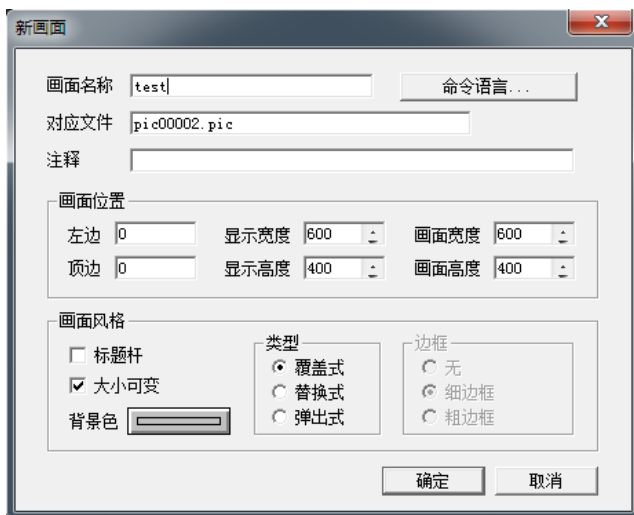 新画面
画面名称 test 命令语言...
对应文件 pic00002.pic
注释
画面位置
左边 0 显示宽度 600 画面宽度 600
顶边 0 显示高度 400 画面高度 400
画面风格
标题杆
大小可变
背景色
类型
覆盖式
替换式
弹出式
边框
无
细边框
粗边框
确定 取消